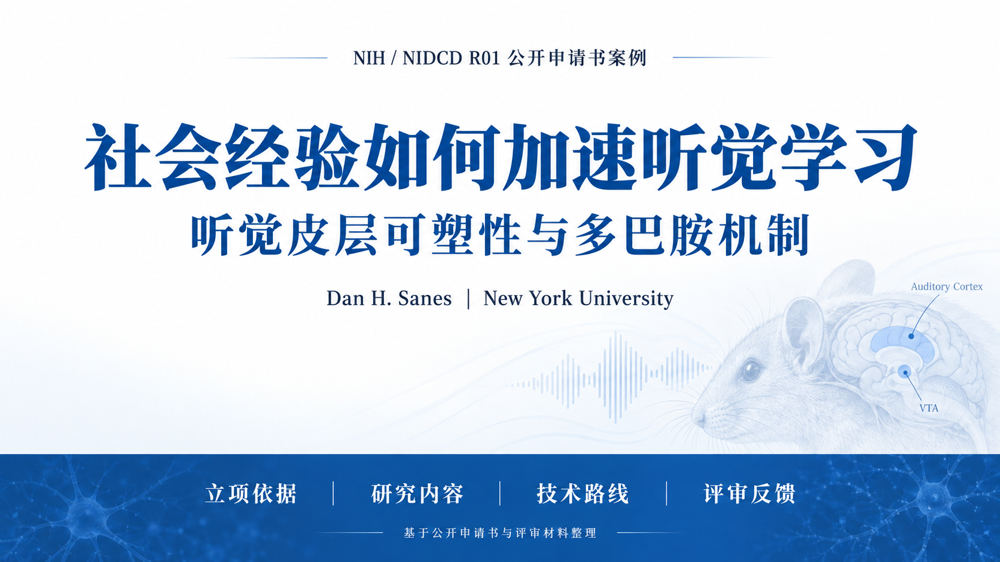 NIH / NIDCD R01 公开申请书案例
社会经验如何加速听觉学习
听觉皮层可塑性与多巴胺机制
Dan H. Sanes | New York University
Auditory Cortex
VTA
立项依据 | 研究内容 | 技术路线 | 评审反馈
基于公开申请书与评审材料整理